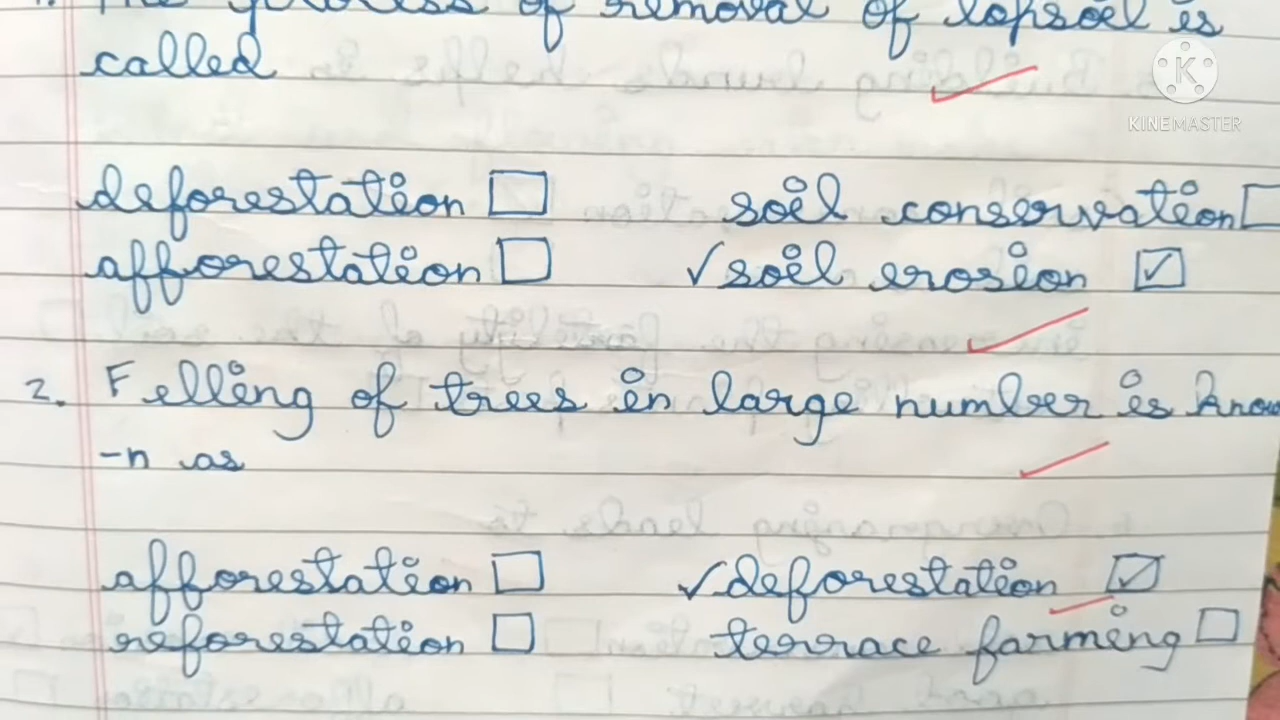 1. The process of removal of topsoil is
called
deforestation ☐ soil conservation ☐
afforestation ☐ ✓ soil erosion ☑
2. Felling of trees in large number is know
-n as
afforestation ☐ ✓ deforestation ☑
reforestation ☐ terrace farming ☐
K
KINEMASTER